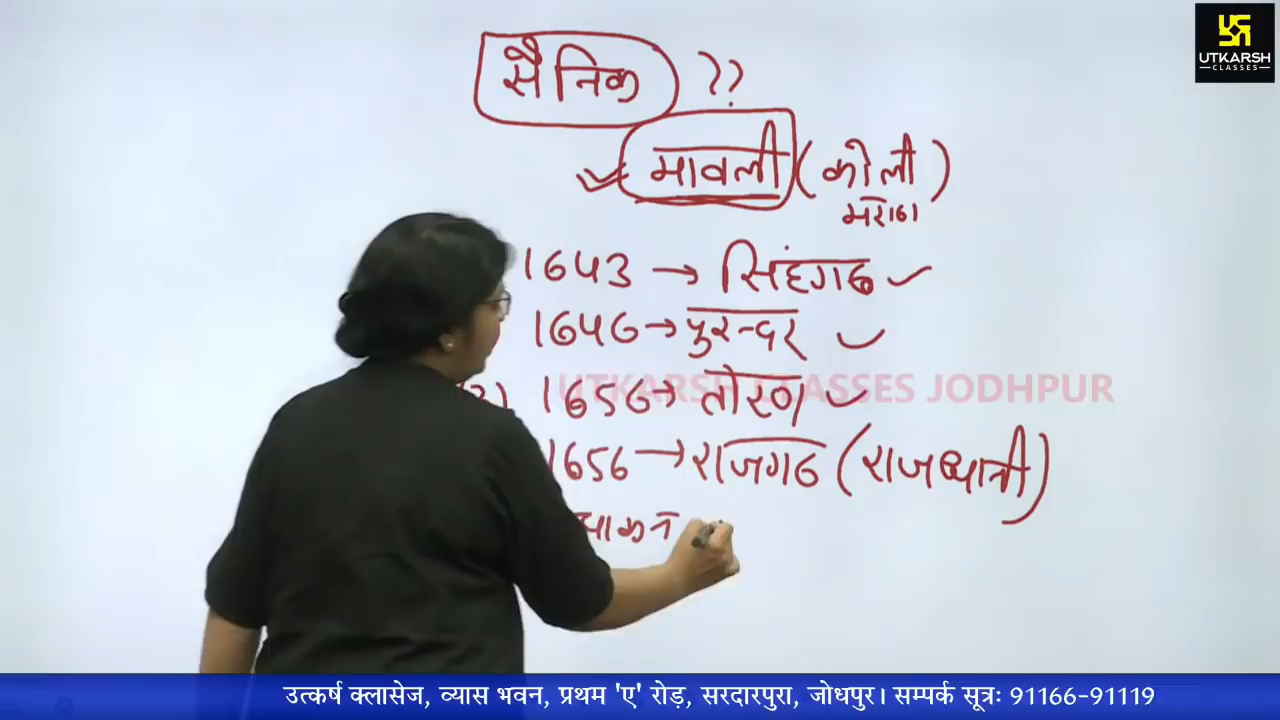 UTKARSH
CLASSES
सैनिक ??
मावली (कोली)
मराठा
1643 → सिंहगढ
1646 → पुरन्दर
1656 → तोरण
UTKARSH CLASSES JODHPUR
1656 → राजगढ (राजधानी)
चाकन
उत्कर्ष क्लासेज, व्यास भवन, प्रथम 'ए' रोड़, सरदारपुरा, जोधपुर। सम्पर्क सूत्रः 91166-91119